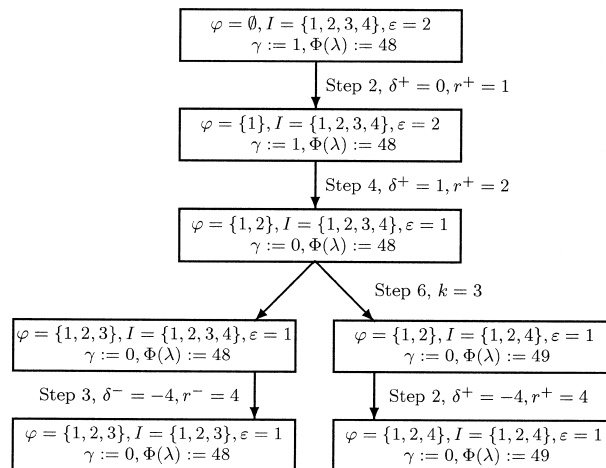 φ = ∅, I = {1, 2, 3, 4}, ε = 2
γ := 1, Φ(λ) := 48
Step 2, δ⁺ = 0, r⁺ = 1
φ = {1}, I = {1, 2, 3, 4}, ε = 2
γ := 1, Φ(λ) := 48
Step 4, δ⁺ = 1, r⁺ = 2
φ = {1, 2}, I = {1, 2, 3, 4}, ε = 1
γ := 0, Φ(λ) := 48
Step 6, k = 3
φ = {1, 2, 3}, I = {1, 2, 3, 4}, ε = 1
γ := 0, Φ(λ) := 48
φ = {1, 2}, I = {1, 2, 4}, ε = 1
γ := 0, Φ(λ) := 49
Step 3, δ⁻ = −4, r⁻ = 4
Step 2, δ⁺ = −4, r⁺ = 4
φ = {1, 2, 3}, I = {1, 2, 3}, ε = 1
γ := 0, Φ(λ) := 48
φ = {1, 2, 4}, I = {1, 2, 4}, ε = 1
γ := 0, Φ(λ) := 49